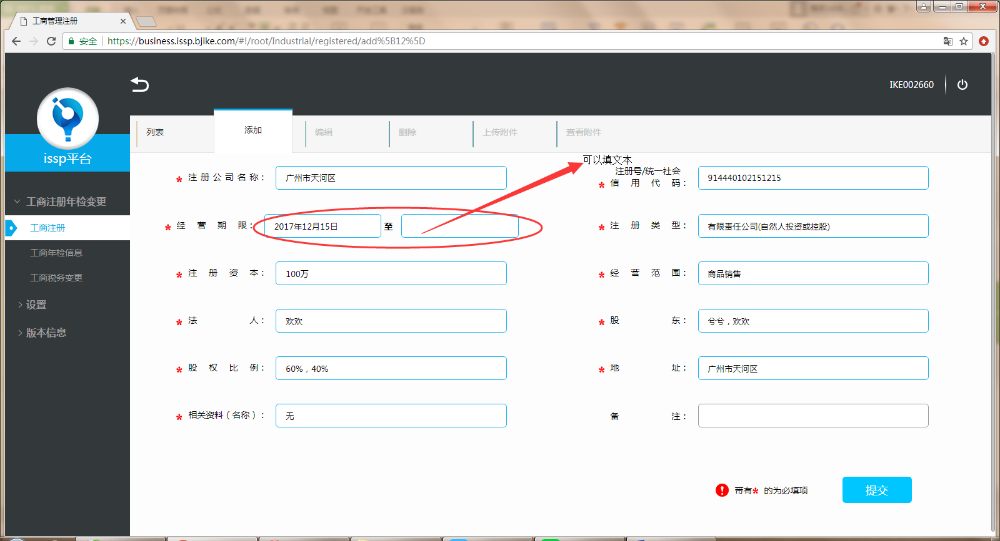 工商管理注册
安全 https://business.issp.bjike.com/#!/root/Industrial/registered/add%5B12%5D
IKE002660
issp平台
列表 添加 编辑 删除 上传附件 查看附件
工商注册年检变更
工商注册
工商年检信息
工商税务变更
设置
版本信息
可以填文本
* 注册公司名称： 广州市天河区
注册号/统一社会
* 信用代码： 914440102151215
* 经营期限： 2017年12月15日 至
* 注册类型： 有限责任公司(自然人投资或控股)
* 注册资本： 100万
* 经营范围： 商品销售
* 法人： 欢欢
* 股东： 兮兮，欢欢
* 股权比例： 60%，40%
* 地址： 广州市天河区
* 相关资料（名称）： 无
备注：
带有* 的为必填项
提交